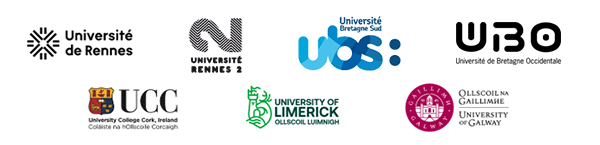 Université
de Rennes
UNIVERSITÉ
RENNES 2
Université
Bretagne Sud
ubs:
UBO
Université de Bretagne Occidentale
UCC
University College Cork, Ireland
Coláiste na hOllscoile Corcaigh
UNIVERSITY OF
LIMERICK
OLLSCOIL LUIMNIGH
GAILLIMH
GALWAY
OLLSCOIL NA
GAILLIMHE
UNIVERSITY
OF GALWAY